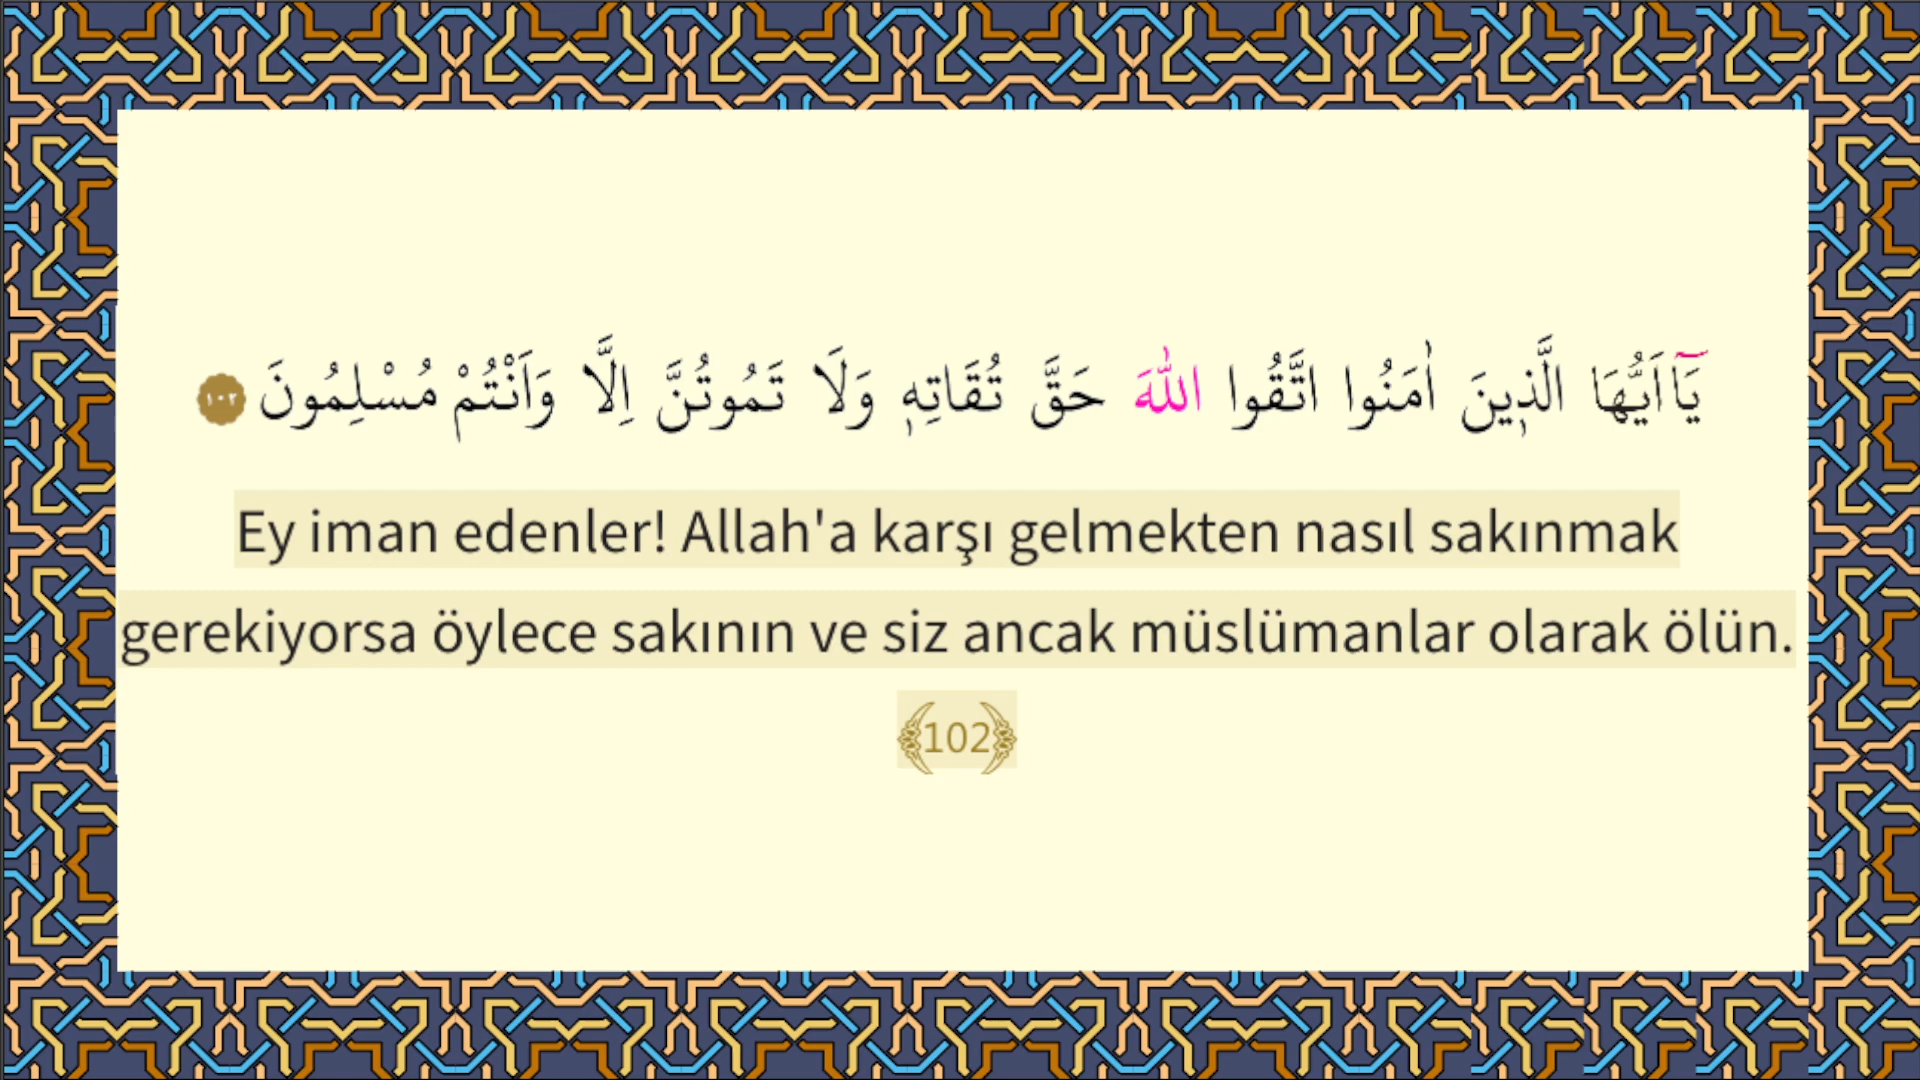 يَٓا اَيُّهَا الَّذٖينَ اٰمَنُوا اتَّقُوا اللّٰهَ حَقَّ تُقَاتِهٖ وَلَا تَمُوتُنَّ اِلَّا وَاَنْتُمْ مُسْلِمُونَ ١٠٢
Ey iman edenler! Allah'a karşı gelmekten nasıl sakınmak
gerekiyorsa öylece sakının ve siz ancak müslümanlar olarak ölün.
﴾102﴿